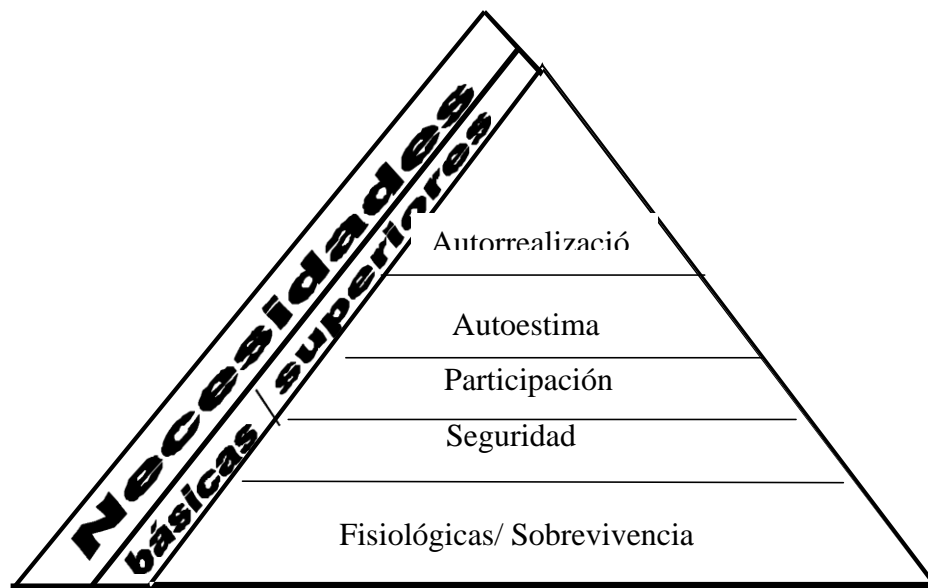 Necesidades
superiores
básicas
Autorrealizació
Autoestima
Participación
Seguridad
Fisiológicas/ Sobrevivencia